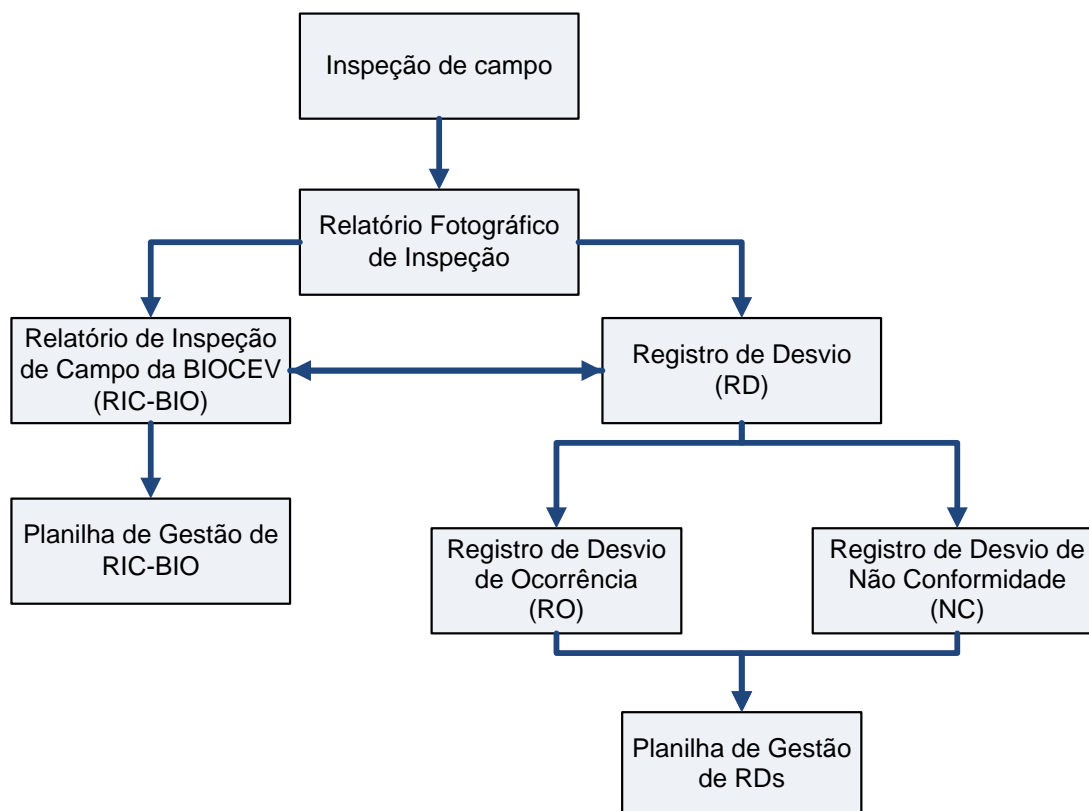 Inspeção de campo
Relatório Fotográfico
de Inspeção
Relatório de Inspeção
de Campo da BIOCEV
(RIC-BIO)
Registro de Desvio
(RD)
Planilha de Gestão de
RIC-BIO
Registro de Desvio
de Ocorrência
(RO)
Registro de Desvio de
Não Conformidade
(NC)
Planilha de Gestão
de RDs